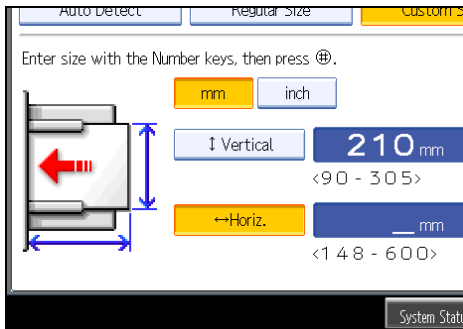 Auto Detect Regular Size Custom S
Enter size with the Number keys, then press ⌗.
mm inch
↕ Vertical 210 mm
<90 - 305>
↔Horiz. __ mm
<148 - 600>
System Statu